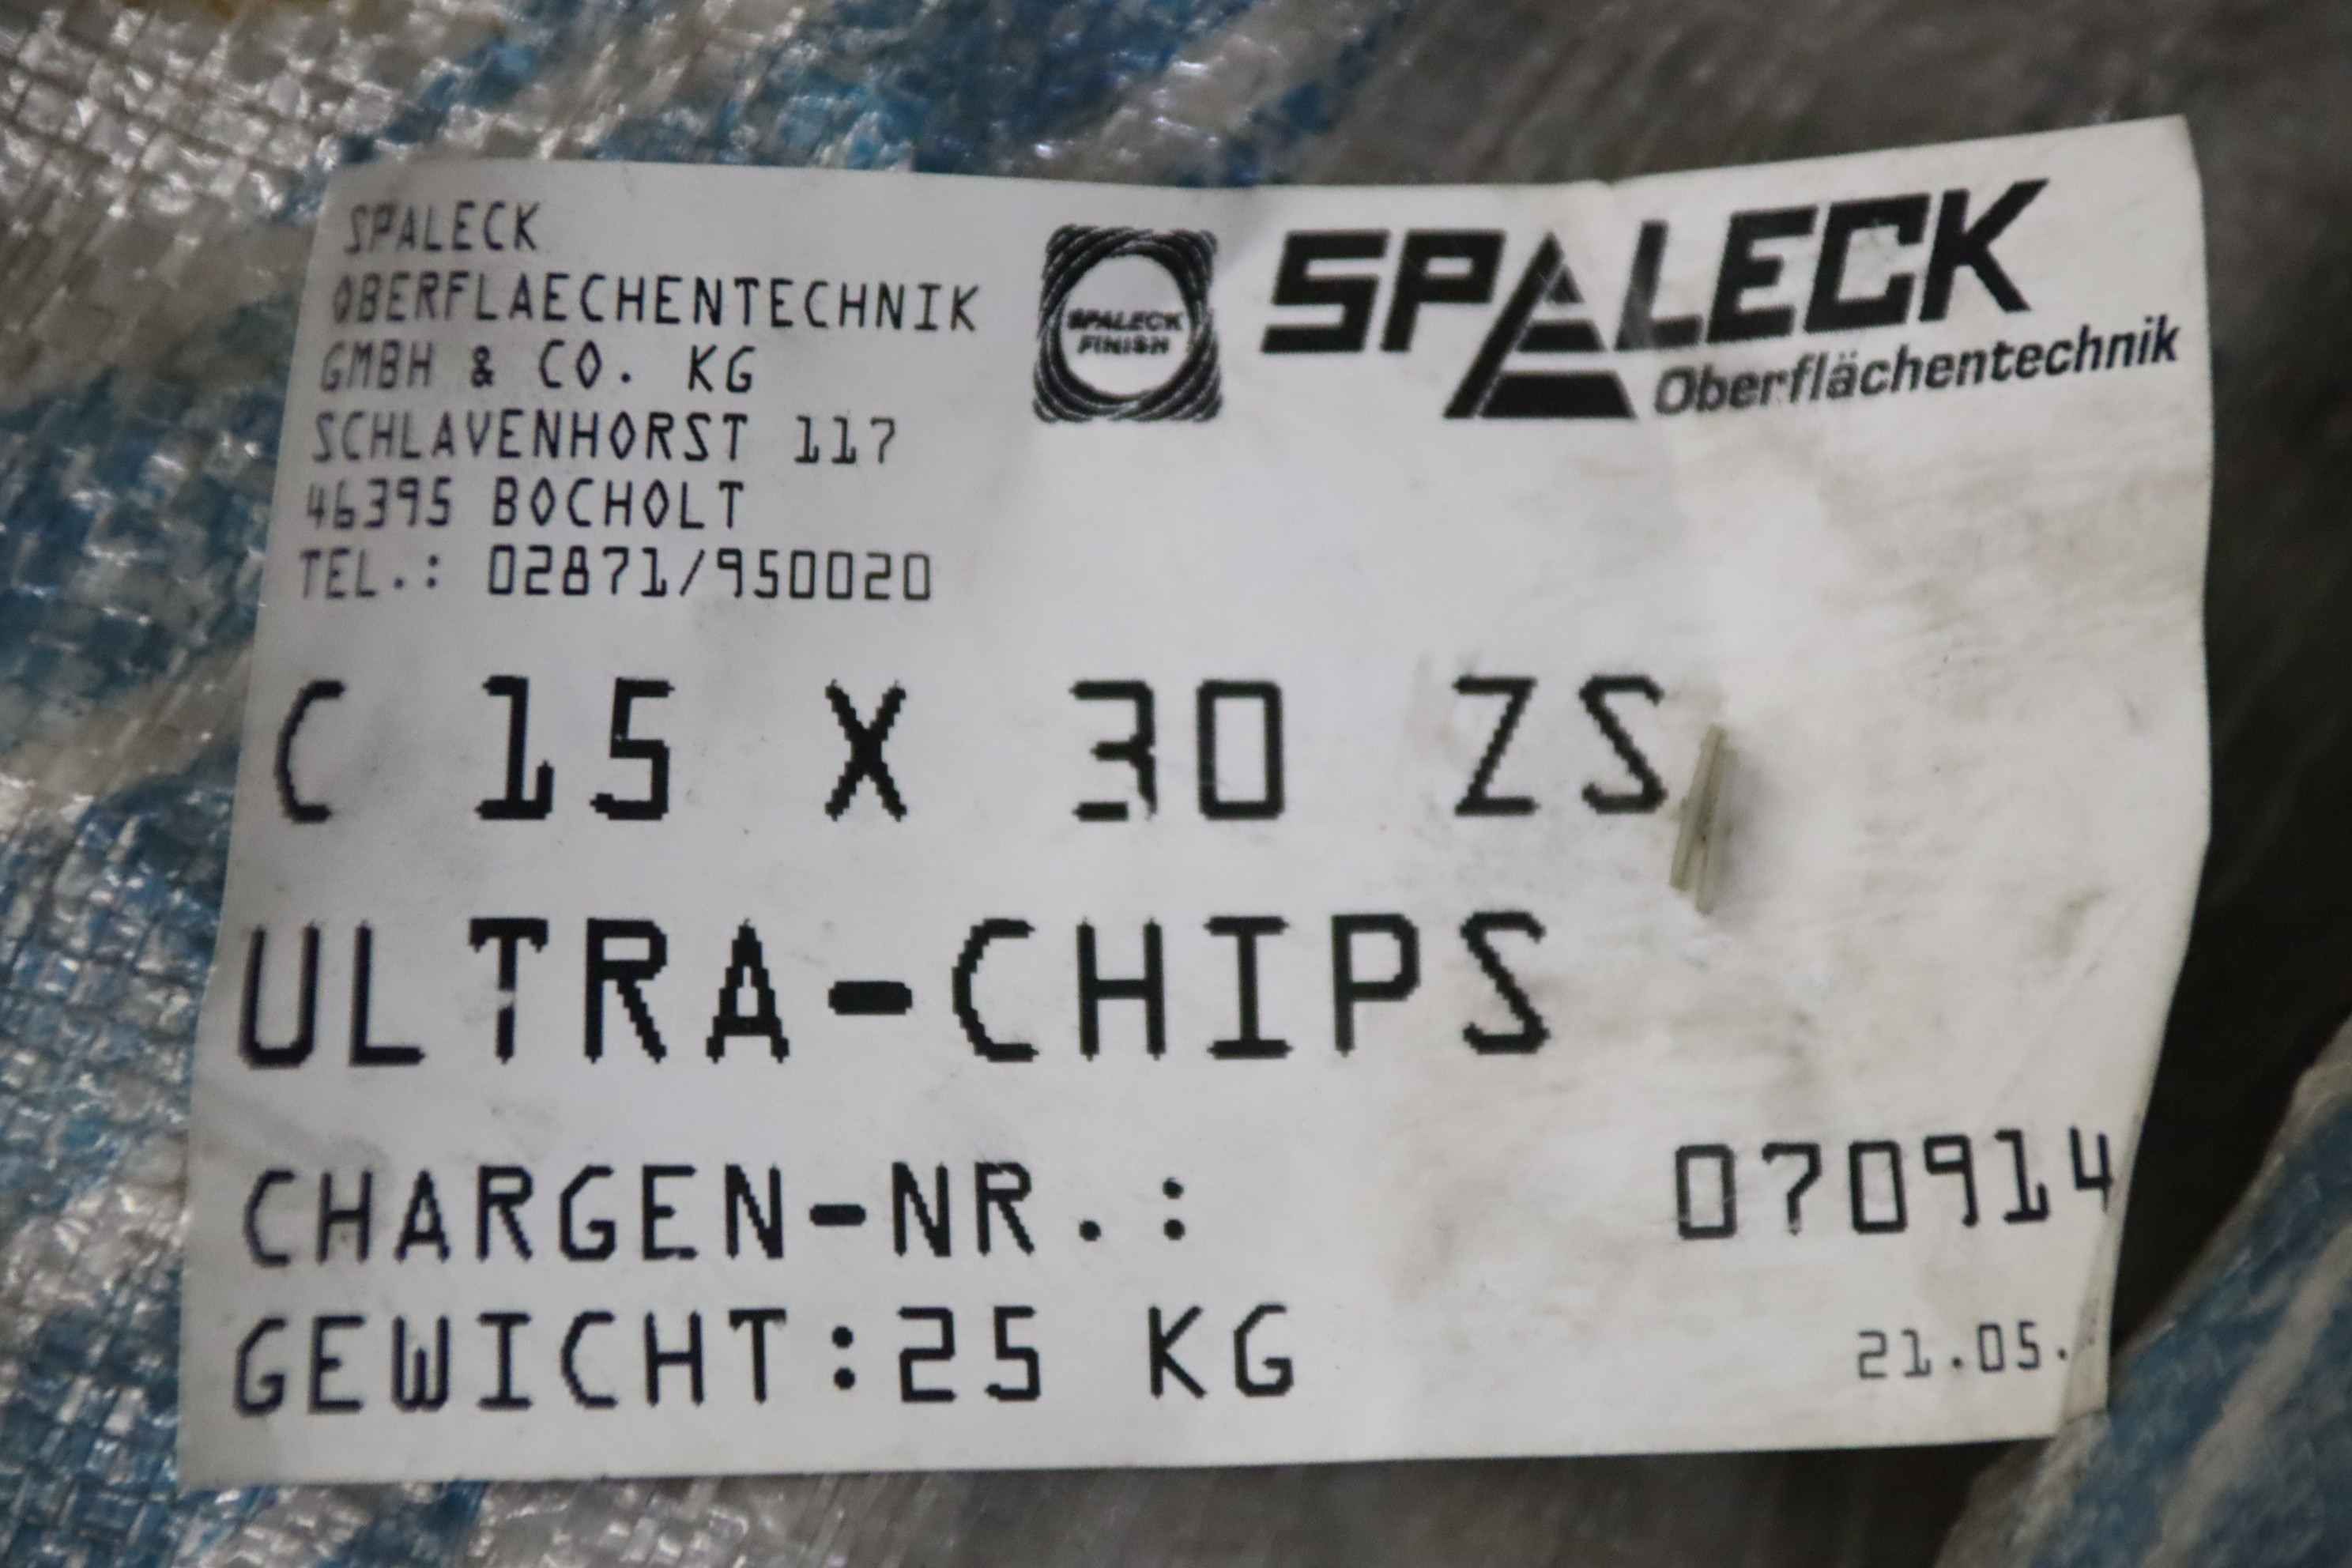 SPALECK
OBERFLAECHENTECHNIK
GMBH & CO. KG
SCHLAVENHORST 117
46395 BOCHOLT
TEL.: 02871/950020
SPALECK
FINISH
SPALECK
Oberflächentechnik
C 15 X 30 ZS
ULTRA-CHIPS
CHARGEN-NR.: 070914
GEWICHT:25 KG
21.05.